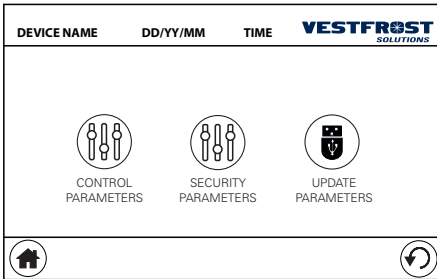 DEVICE NAME DD/YY/MM TIME VESTFROST
SOLUTIONS
CONTROL PARAMETERS
SECURITY PARAMETERS
UPDATE PARAMETERS